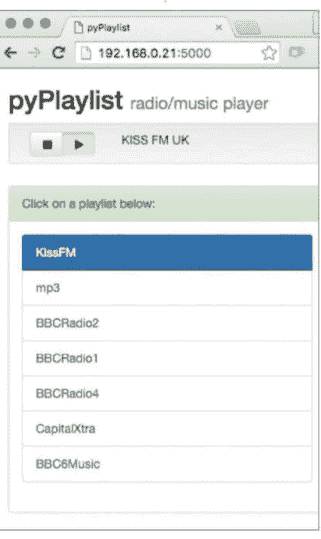 pyPlaylist
192.168.0.21:5000
pyPlaylist radio/music player
KISS FM UK
Click on a playlist below:
KissFM
mp3
BBCRadio2
BBCRadio1
BBCRadio4
CapitalXtra
BBC6Music